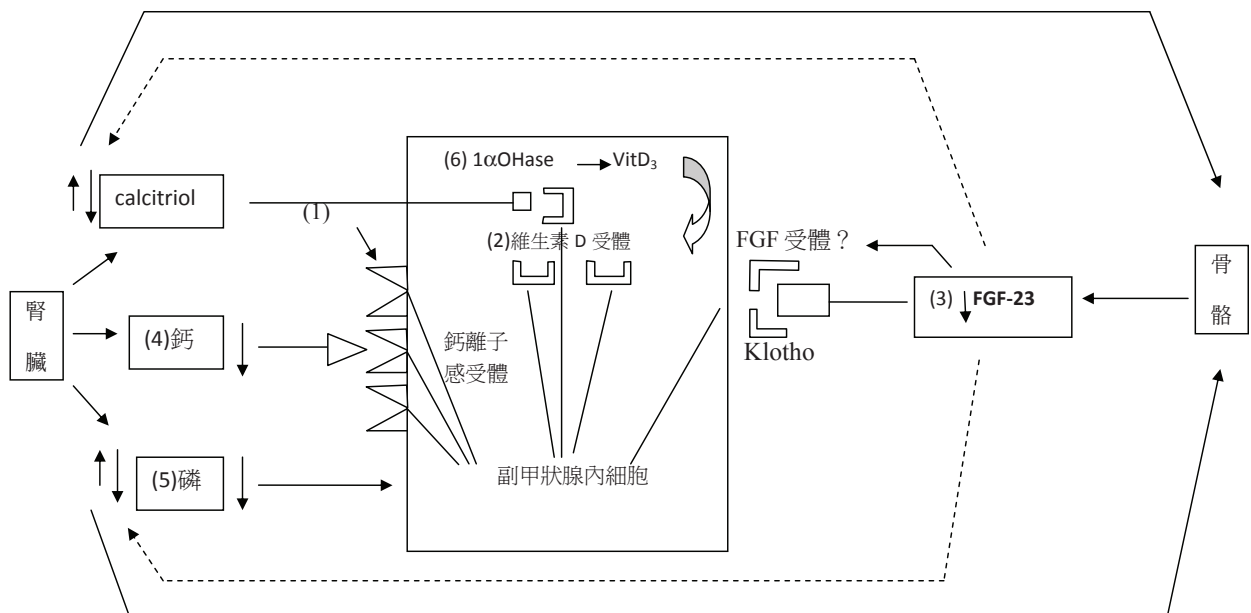 (6) 1αOHase
VitD₃
calcitriol
(1)
(2)維生素 D 受體
FGF 受體？
腎
臟
(4)鈣
鈣離子
感受體
(3)
FGF-23
骨
骼
Klotho
(5)磷
副甲狀腺內細胞